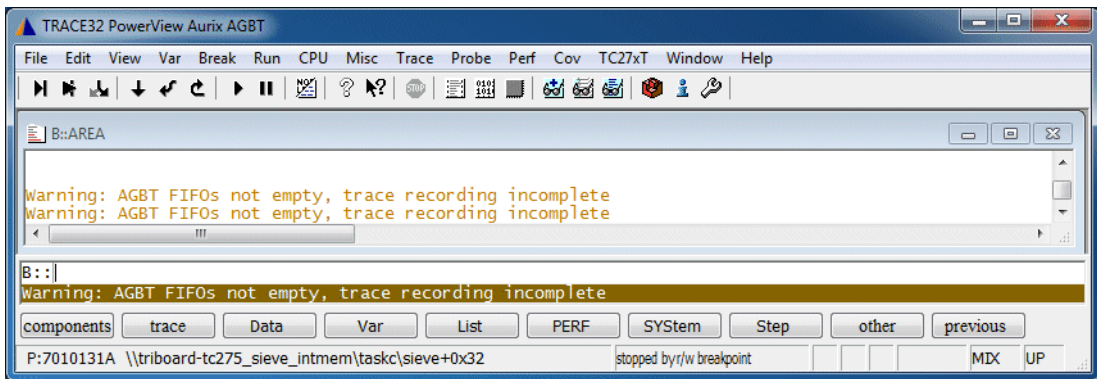 TRACE32 PowerView Aurix AGBT
File Edit View Var Break Run CPU Misc Trace Probe Perf Cov TC27xT Window Help
B::AREA
Warning: AGBT FIFOs not empty, trace recording incomplete
Warning: AGBT FIFOs not empty, trace recording incomplete
B::
Warning: AGBT FIFOs not empty, trace recording incomplete
components trace Data Var List PERF SYStem Step other previous
P:7010131A \\triboard-tc275_sieve_intmem\taskc\sieve+0x32 stopped by r/w breakpoint MIX UP